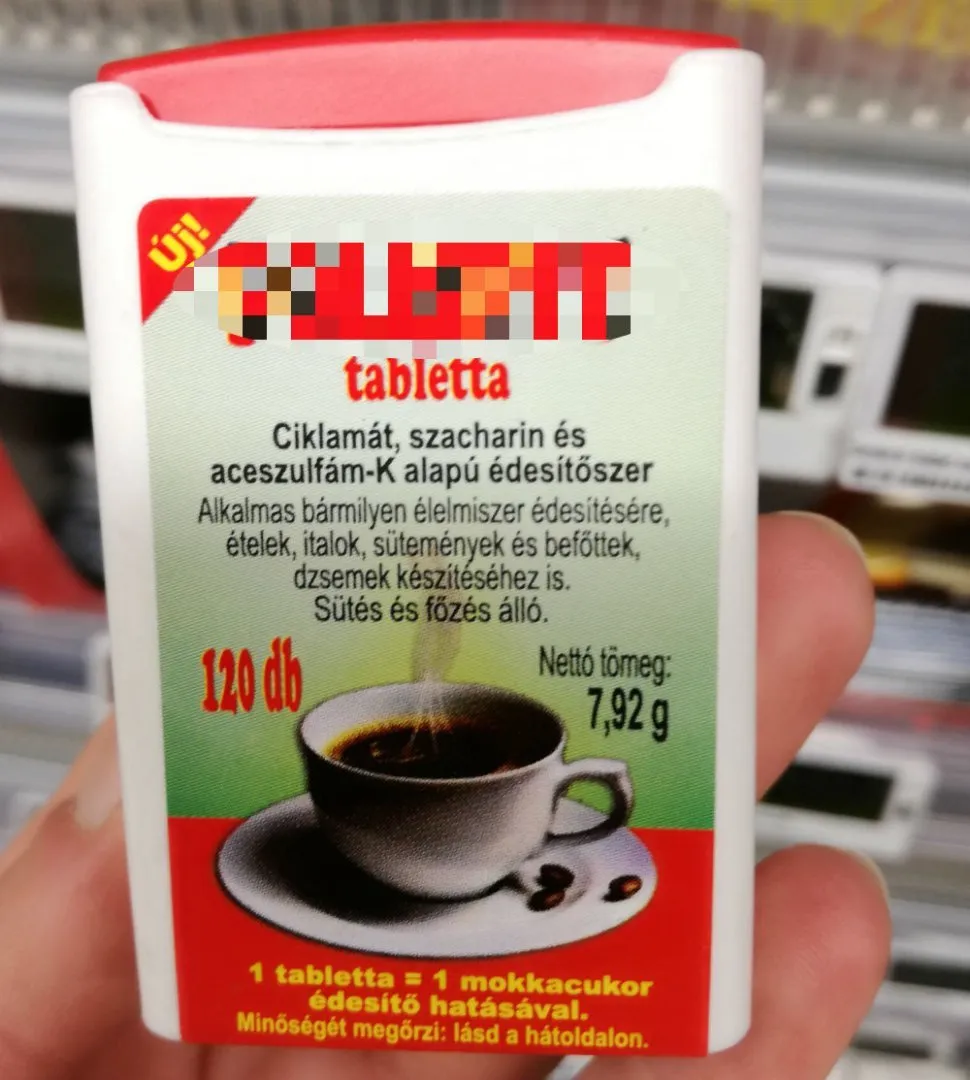 Új!
tabletta
Ciklamát, szacharin és
aceszulfám-K alapú édesítőszer
Alkalmas bármilyen élelmiszer édesítésére,
ételek, italok, sütemények és befőttek,
dzsemek készítéséhez is.
Sütés és főzés álló.
120 db
Nettó tömeg:
7,92 g
1 tabletta = 1 mokkacukor
édesítő hatásával.
Minőségét megőrzi: lásd a hátoldalon.